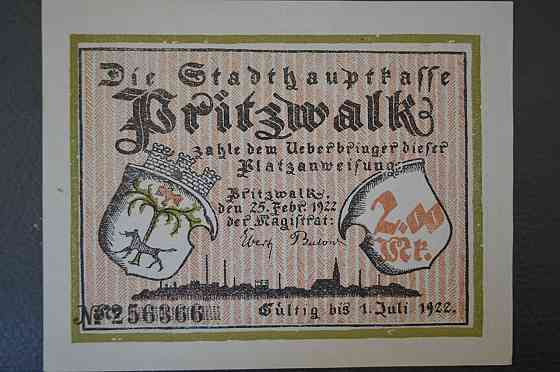 Die Stadthauptkasse
Pritzwalk
zahle dem Ueberbringer dieser
Platzanweisung
Pritzwalk,
den 25. Febr. 1922
der Magistrat:
2.00
Mk.
No 256366
Gültig bis 1. Juli 1922.